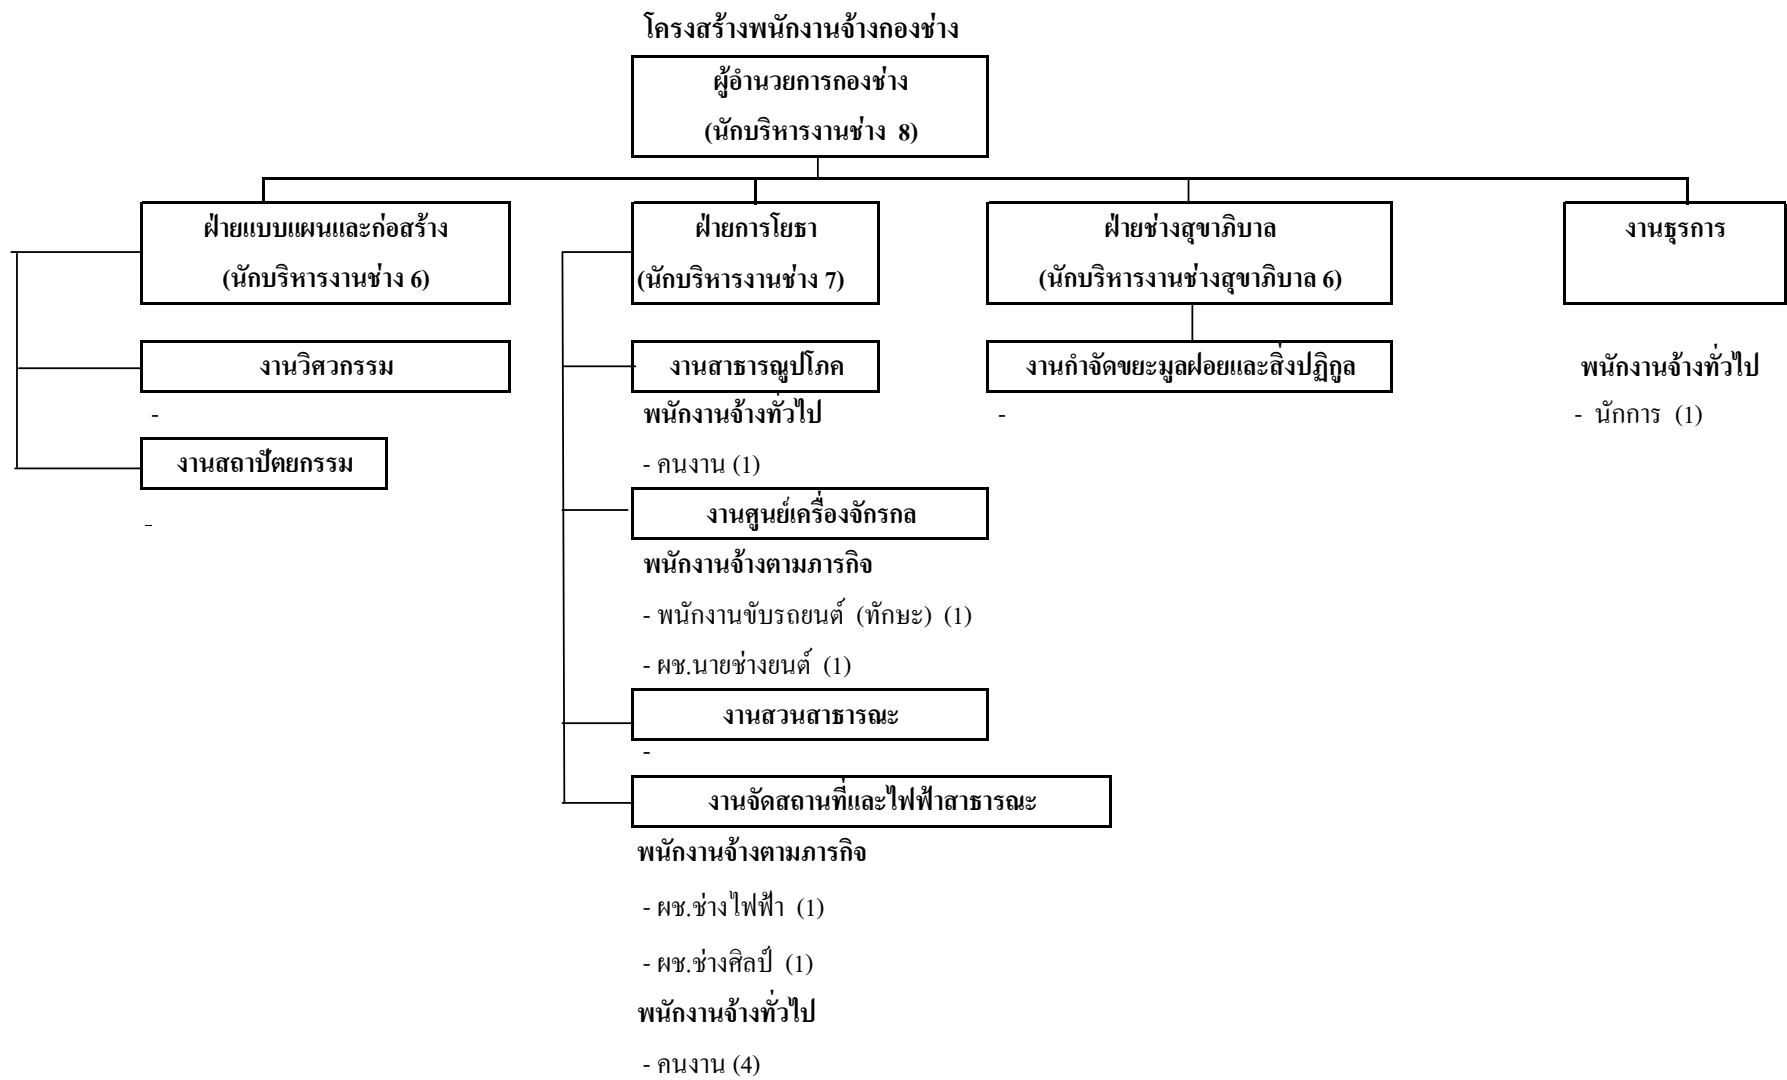 โครงสร้างพนักงานจ้างกองช่าง
ผู้อำนวยการกองช่าง
(นักบริหารงานช่าง 8)
ฝ่ายแบบแผนและก่อสร้าง
(นักบริหารงานช่าง 6)
งานวิศวกรรม
-
งานสถาปัตยกรรม
-
ฝ่ายการโยธา
(นักบริหารงานช่าง 7)
งานสาธารณูปโภค
พนักงานจ้างทั่วไป
- คนงาน (1)
งานศูนย์เครื่องจักรกล
พนักงานจ้างตามภารกิจ
- พนักงานขับรถยนต์ (ทักษะ) (1)
- ผช.นายช่างยนต์ (1)
งานสวนสาธารณะ
-
งานจัดสถานที่และไฟฟ้าสาธารณะ
พนักงานจ้างตามภารกิจ
- ผช.ช่างไฟฟ้า (1)
- ผช.ช่างศิลป์ (1)
พนักงานจ้างทั่วไป
- คนงาน (4)
ฝ่ายช่างสุขาภิบาล
(นักบริหารงานช่างสุขาภิบาล 6)
งานกำจัดขยะมูลฝอยและสิ่งปฏิกูล
-
งานธุรการ
พนักงานจ้างทั่วไป
- นักการ (1)